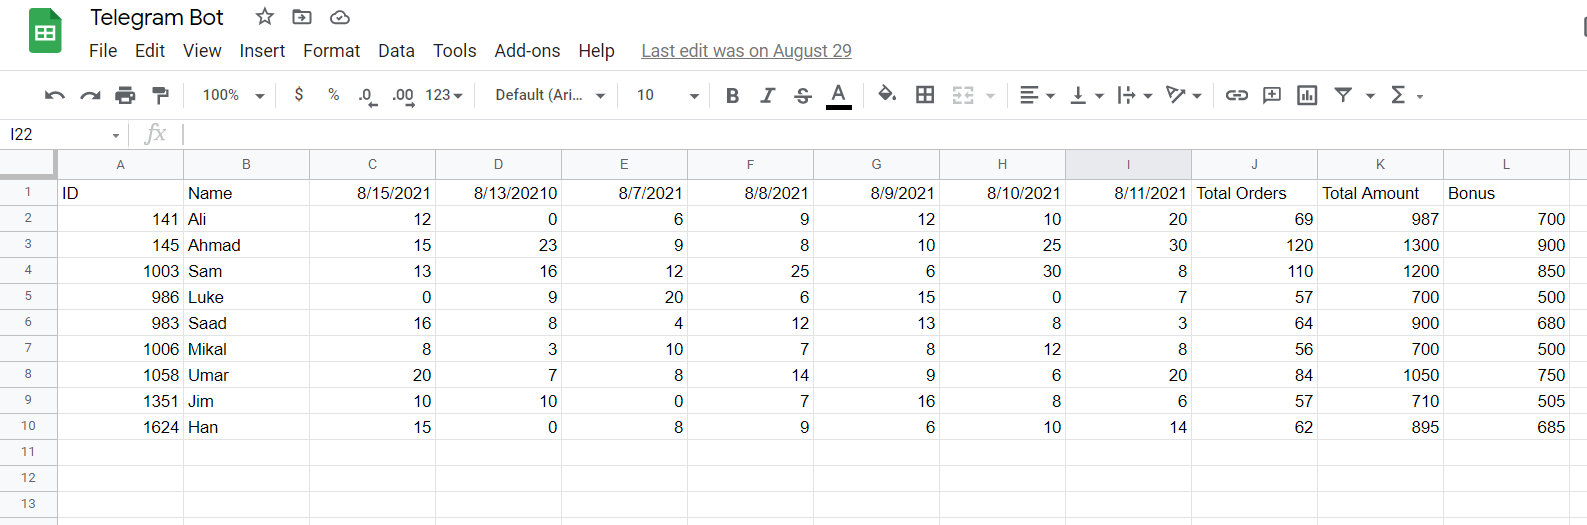 Telegram Bot
File Edit View Insert Format Data Tools Add-ons Help Last edit was on August 29
100% $ % .0 .00 123 Default (Ari... 10 B I S A
I22 fx
A B C D E F G H I J K L
1 ID Name 8/15/2021 8/13/20210 8/7/2021 8/8/2021 8/9/2021 8/10/2021 8/11/2021 Total Orders Total Amount Bonus
2 141 Ali 12 0 6 9 12 10 20 69 987 700
3 145 Ahmad 15 23 9 8 10 25 30 120 1300 900
4 1003 Sam 13 16 12 25 6 30 8 110 1200 850
5 986 Luke 0 9 20 6 15 0 7 57 700 500
6 983 Saad 16 8 4 12 13 8 3 64 900 680
7 1006 Mikal 8 3 10 7 8 12 8 56 700 500
8 1058 Umar 20 7 8 14 9 6 20 84 1050 750
9 1351 Jim 10 10 0 7 16 8 6 57 710 505
10 1624 Han 15 0 8 9 6 10 14 62 895 685
11
12
13